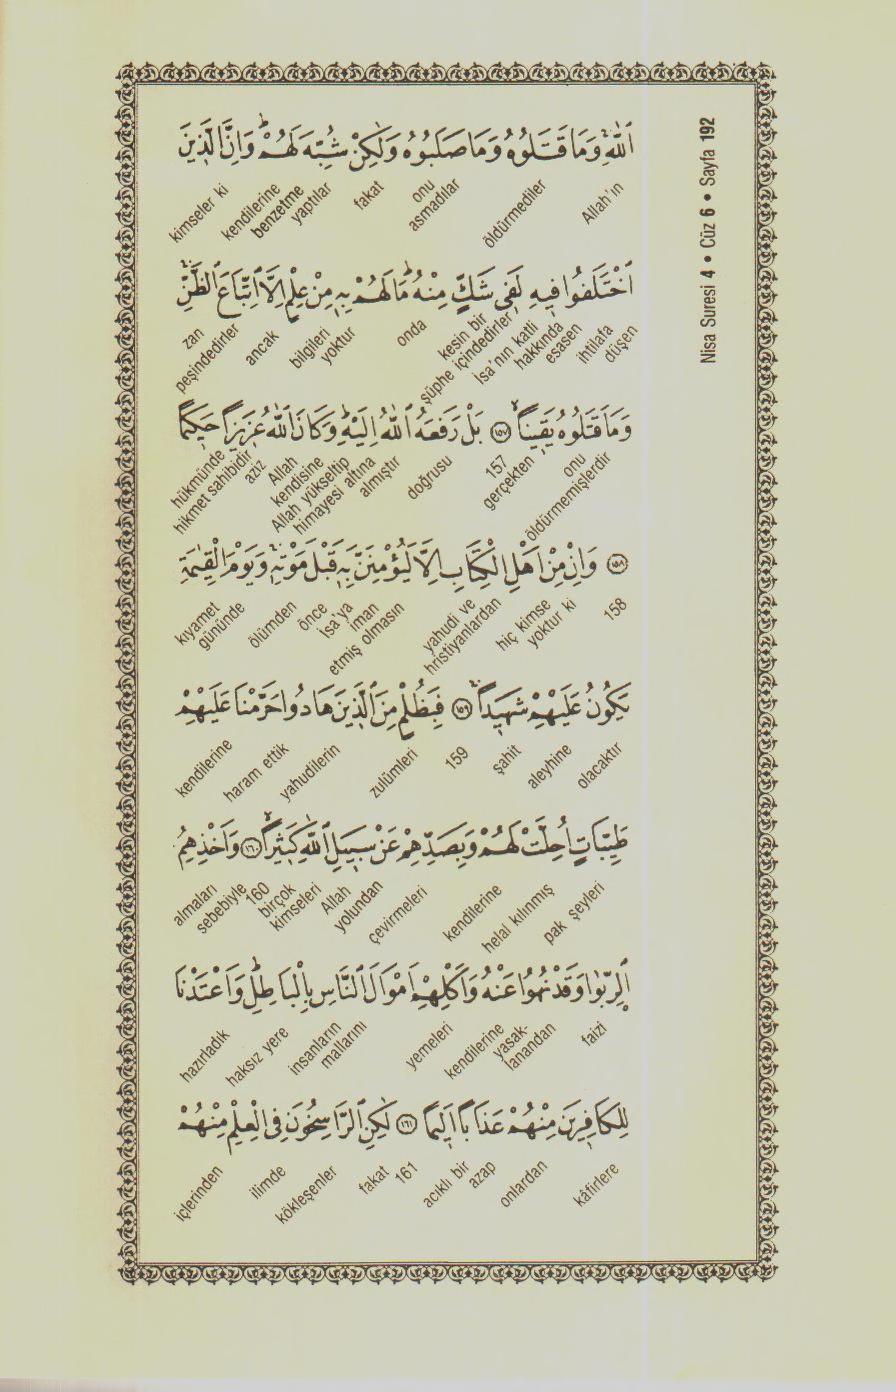 Nisa Suresi 4 • Cüz 6 • Sayfa 192
اَللّٰهِ وَمَا قَتَلُوهُ وَمَا صَلَبُوهُ وَلٰكِنْ شُبِّهَ لَهُمْ وَاِنَّ الَّذِينَ
Allah'ın öldürmediler onu asmadılar fakat kendilerine benzetme yaptılar kimseler ki
اَخْتَلَفُوا فِيهِ لَفِى شَكٍّ مِنْهُ مَا لَهُمْ بِهِ مِنْ عِلْمٍ اِلَّا اتِّبَاعَ الظَّنِّ
ihtilafa düşen İsa'nın katli hakkında esasen kesin bir şüphe içindedirler onda bilgileri yoktur ancak zan peşindedirler
وَمَا قَتَلُوهُ يَقِينًا ﴿١٥٧﴾ بَلْ رَفَعَهُ اللّٰهُ اِلَيْهِ وَكَانَ اللّٰهُ عَزِيزًا حَكِيمًا
onu öldürmemişlerdir gerçekten 157 doğrusu Allah yükseltip himayesi altına almıştır Allah kendisine aziz hükmünde hikmet sahibidir
﴿١٥٨﴾ وَاِنْ مِنْ اَهْلِ الْكِتَابِ اِلَّا لَيُؤْمِنَنَّ بِهِ قَبْلَ مَوْتِهِ وَيَوْمَ الْقِيٰمَةِ
158 hiç kimse yoktur ki yahudi ve hristiyanlardan İsa'ya iman etmiş olmasın önce ölümden kıyamet gününde
يَكُونُ عَلَيْهِمْ شَهِيدًا ﴿١٥٩﴾ فَبِظُلْمٍ مِنَ الَّذِينَ هَادُوا حَرَّمْنَا عَلَيْهِمْ
olacaktır aleyhine şahit 159 zulümleri yahudilerin haram ettik kendilerine
طَيِّبَاتٍ اُحِلَّتْ لَهُمْ وَبِصَدِّهِمْ عَنْ سَبِيلِ اللّٰهِ كَثِيرًا ﴿١٦٠﴾ وَاَخْذِهِمُ
pak şeyleri helal kılınmış kendilerine çevirmeleri Allah yolundan birçok kimseleri 160 almaları sebebiyle
الرِّبٰوا وَقَدْ نُهُوا عَنْهُ وَاَكْلِهِمْ اَمْوَالَ النَّاسِ بِالْبَاطِلِ وَاَعْتَدْنَا
faizi kendilerine yasak- lanandan yemeleri insanların mallarını haksız yere hazırladık
لِلْكَافِرِينَ مِنْهُمْ عَذَابًا اَلِيمًا ﴿١٦١﴾ لٰكِنِ الرَّاسِخُونَ فِى الْعِلْمِ مِنْهُمْ
kâfirlere onlardan acıklı bir azap 161 fakat kökleşenler ilimde içlerinden